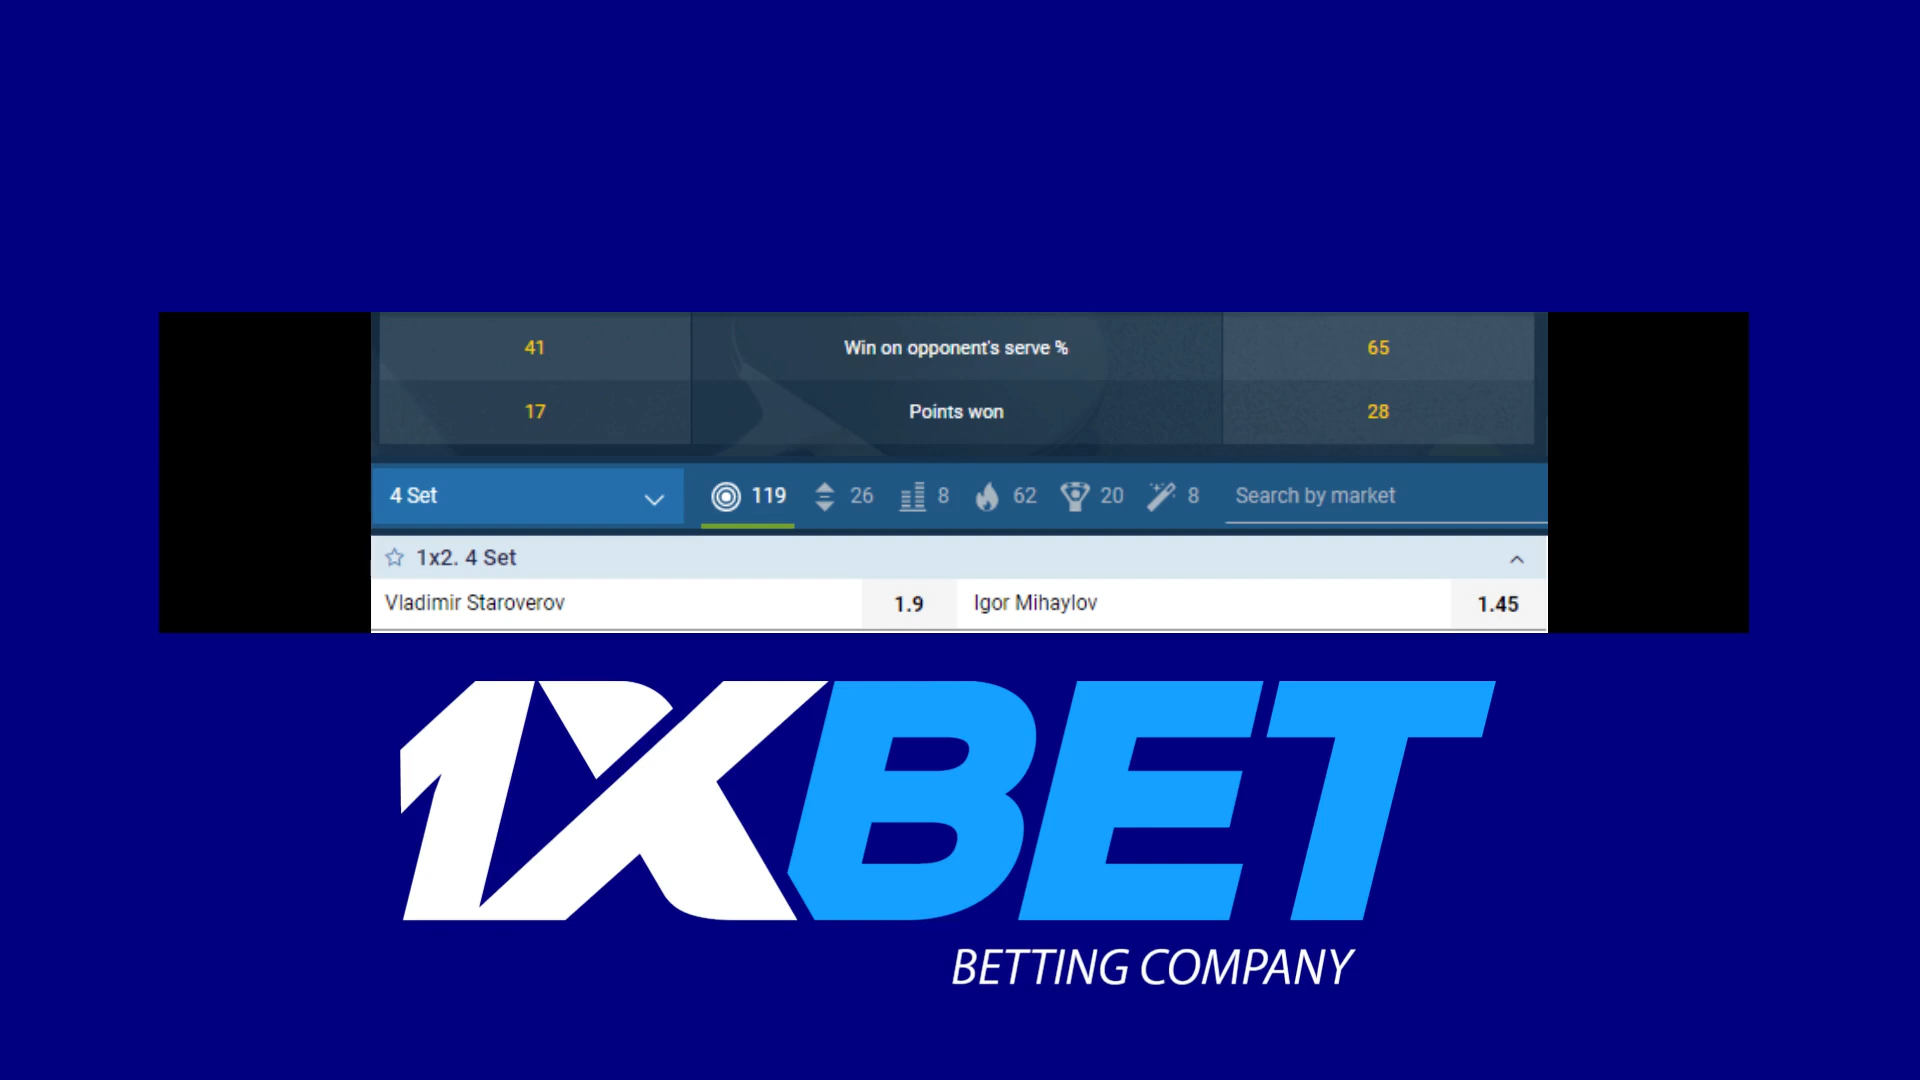 41 Win on opponent's serve % 65
17 Points won 28
4 Set 119 26 8 62 20 8 Search by market
1x2. 4 Set
Vladimir Staroverov 1.9 Igor Mihaylov 1.45
1XBET
BETTING COMPANY